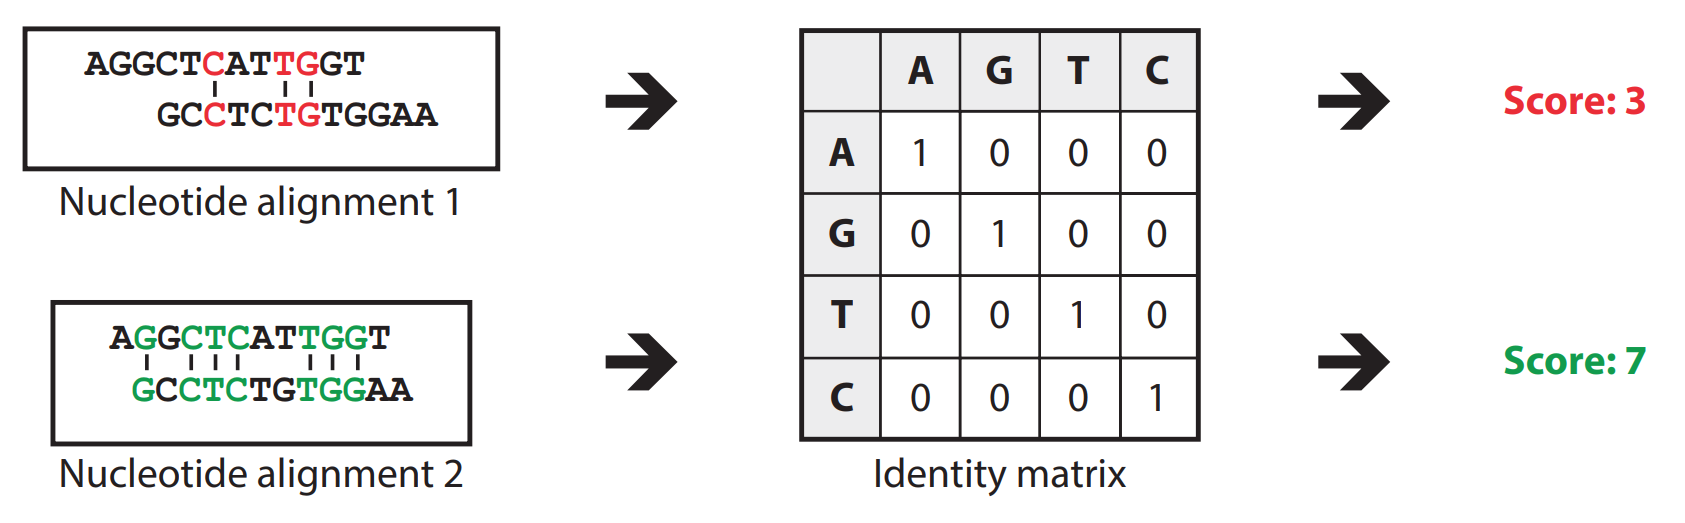 AGGCTCATTGGT
GCCTCTGTGGAA
Nucleotide alignment 1
AGGCTCATTGGT
GCCTCTGTGGAA
Nucleotide alignment 2
A G T C
A 1 0 0 0
G 0 1 0 0
T 0 0 1 0
C 0 0 0 1
Identity matrix
Score: 3
Score: 7